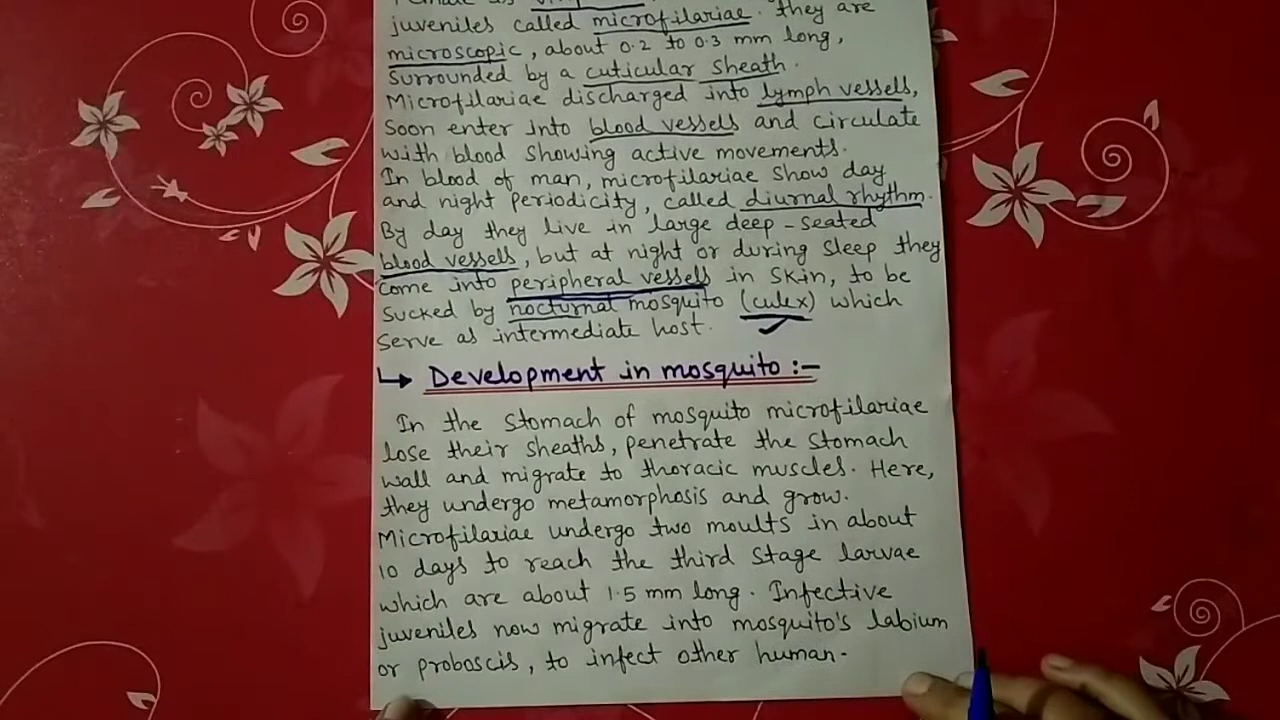 juveniles called microfilariae. They are
microscopic, about 0.2 to 0.3 mm long,
surrounded by a cuticular sheath.
Microfilariae discharged into lymph vessels,
soon enter into blood vessels and circulate
with blood showing active movements.
In blood of man, microfilariae show day
and night periodicity, called diurnal rhythm.
By day they live in large deep-seated
blood vessels, but at night or during sleep they
come into peripheral vessels in skin, to be
sucked by nocturnal mosquito (culex) which
serve as intermediate host.
↳ Development in mosquito :-
In the stomach of mosquito microfilariae
lose their sheaths, penetrate the stomach
wall and migrate to thoracic muscles. Here,
they undergo metamorphosis and grow.
Microfilariae undergo two moults in about
10 days to reach the third stage larvae
which are about 1.5 mm long. Infective
juveniles now migrate into mosquito's labium
or proboscis, to infect other human.